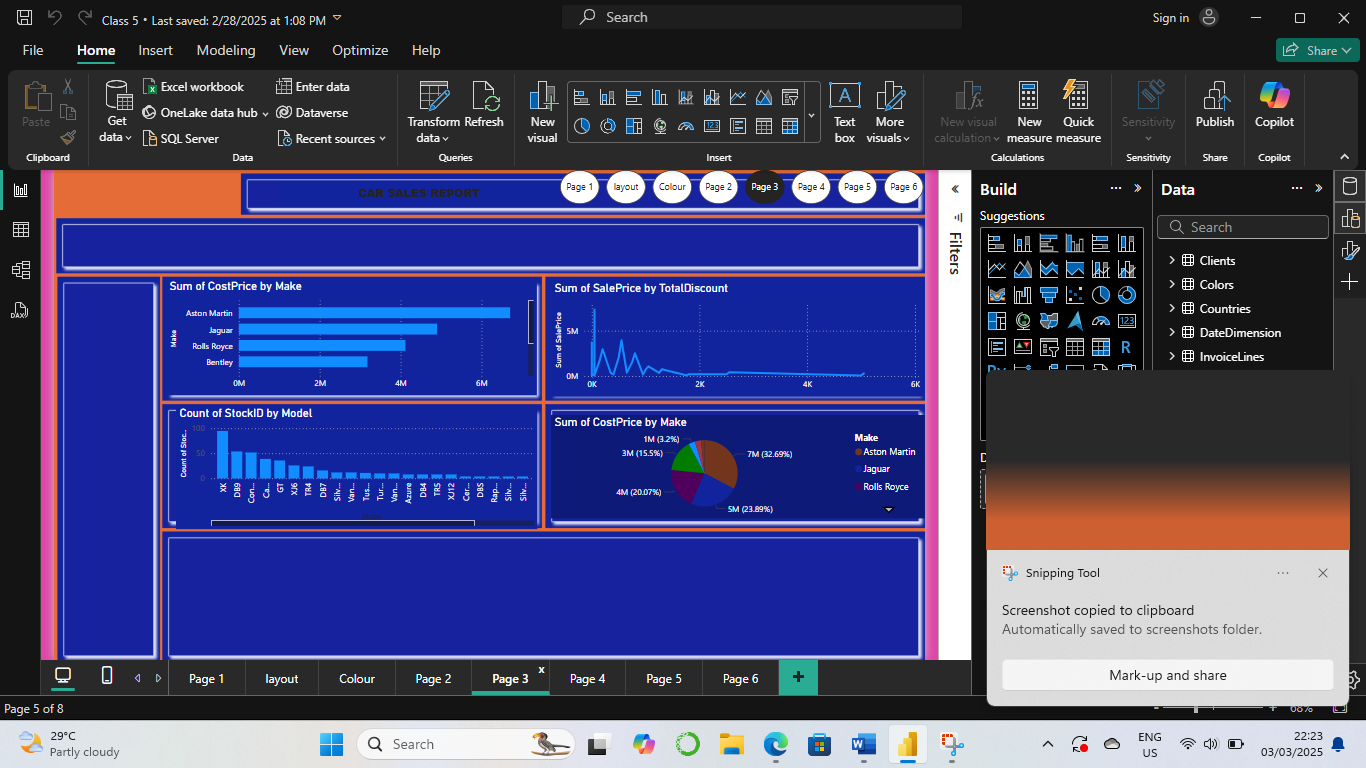 Class 5 • Last saved: 2/28/2025 at 1:08 PM
Search
Sign in
File Home Insert Modeling View Optimize Help
Share
Paste
Clipboard
Get data
Excel workbook
OneLake data hub
SQL Server
Enter data
Dataverse
Recent sources
Data
Transform data
Refresh
Queries
New visual
Text box
More visuals
Insert
New visual calculation
New measure
Quick measure
Calculations
Sensitivity
Sensitivity
Publish
Share
Copilot
Copilot
CAR SALES REPORT
Page 1 layout Colour Page 2 Page 3 Page 4 Page 5 Page 6
Sum of CostPrice by Make
Make
Aston Martin
Jaguar
Rolls Royce
Bentley
0M 2M 4M 6M
Sum of SalePrice by TotalDiscount
Sum of SalePrice
5M
0M
0K 2K 4K 6K
Count of StockID by Model
Count of Stoc...
100
50
0
XK DB9 Con... Ca... GT XJ6 TR4 DB7 Silv... Van... Tus... Tur... Van... Azure DB4 TR5 XJ12 Cer... DB5 Rap... Silv... Silv...
Sum of CostPrice by Make
1M (3.2%)
3M (15.5%)
4M (20.07%)
7M (32.69%)
5M (23.89%)
Make
Aston Martin
Jaguar
Rolls Royce
Filters
Build
Suggestions
Data
Search
Clients
Colors
Countries
DateDimension
InvoiceLines
Snipping Tool
Screenshot copied to clipboard
Automatically saved to screenshots folder.
Mark-up and share
Page 1 layout Colour Page 2 Page 3 x Page 4 Page 5 Page 6 +
Page 5 of 8
68%
29°C
Partly cloudy
Search
ENG
US
22:23
03/03/2025